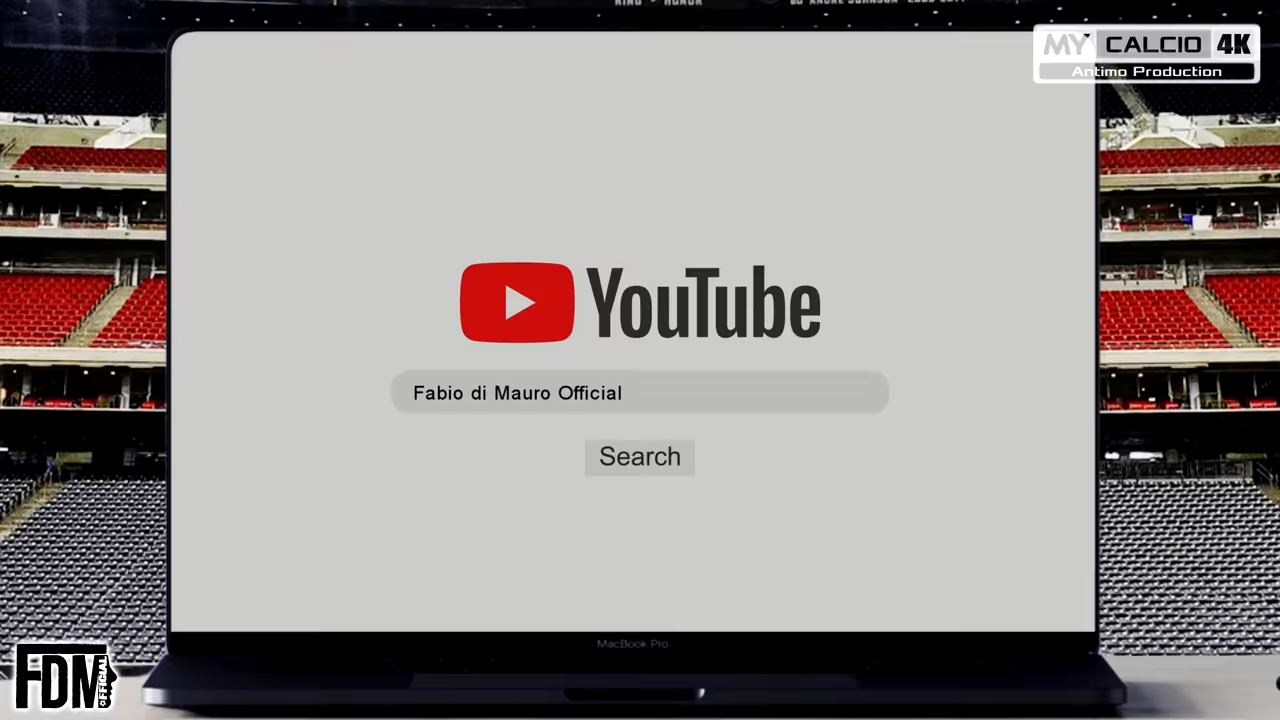 MY CALCIO 4K
Antimo Production
YouTube
Fabio di Mauro Official
Search
MacBook Pro
FDM
OFFICIAL